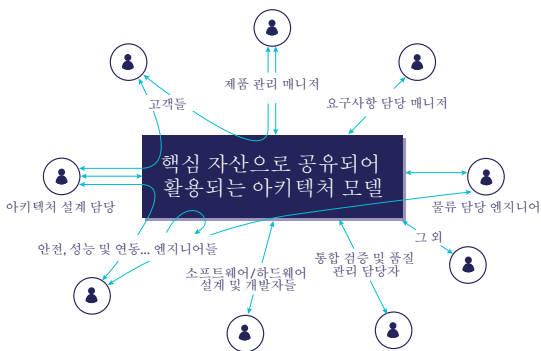 제품 관리 매니저
고객들
요구사항 담당 매니저
핵심 자산으로 공유되어
활용되는 아키텍처 모델
아키텍처 설계 담당
물류 담당 엔지니어
안전, 성능 및 연동... 엔지니어들
그 외
통합 검증 및 품질
관리 담당자
소프트웨어/하드웨어
설계 및 개발자들